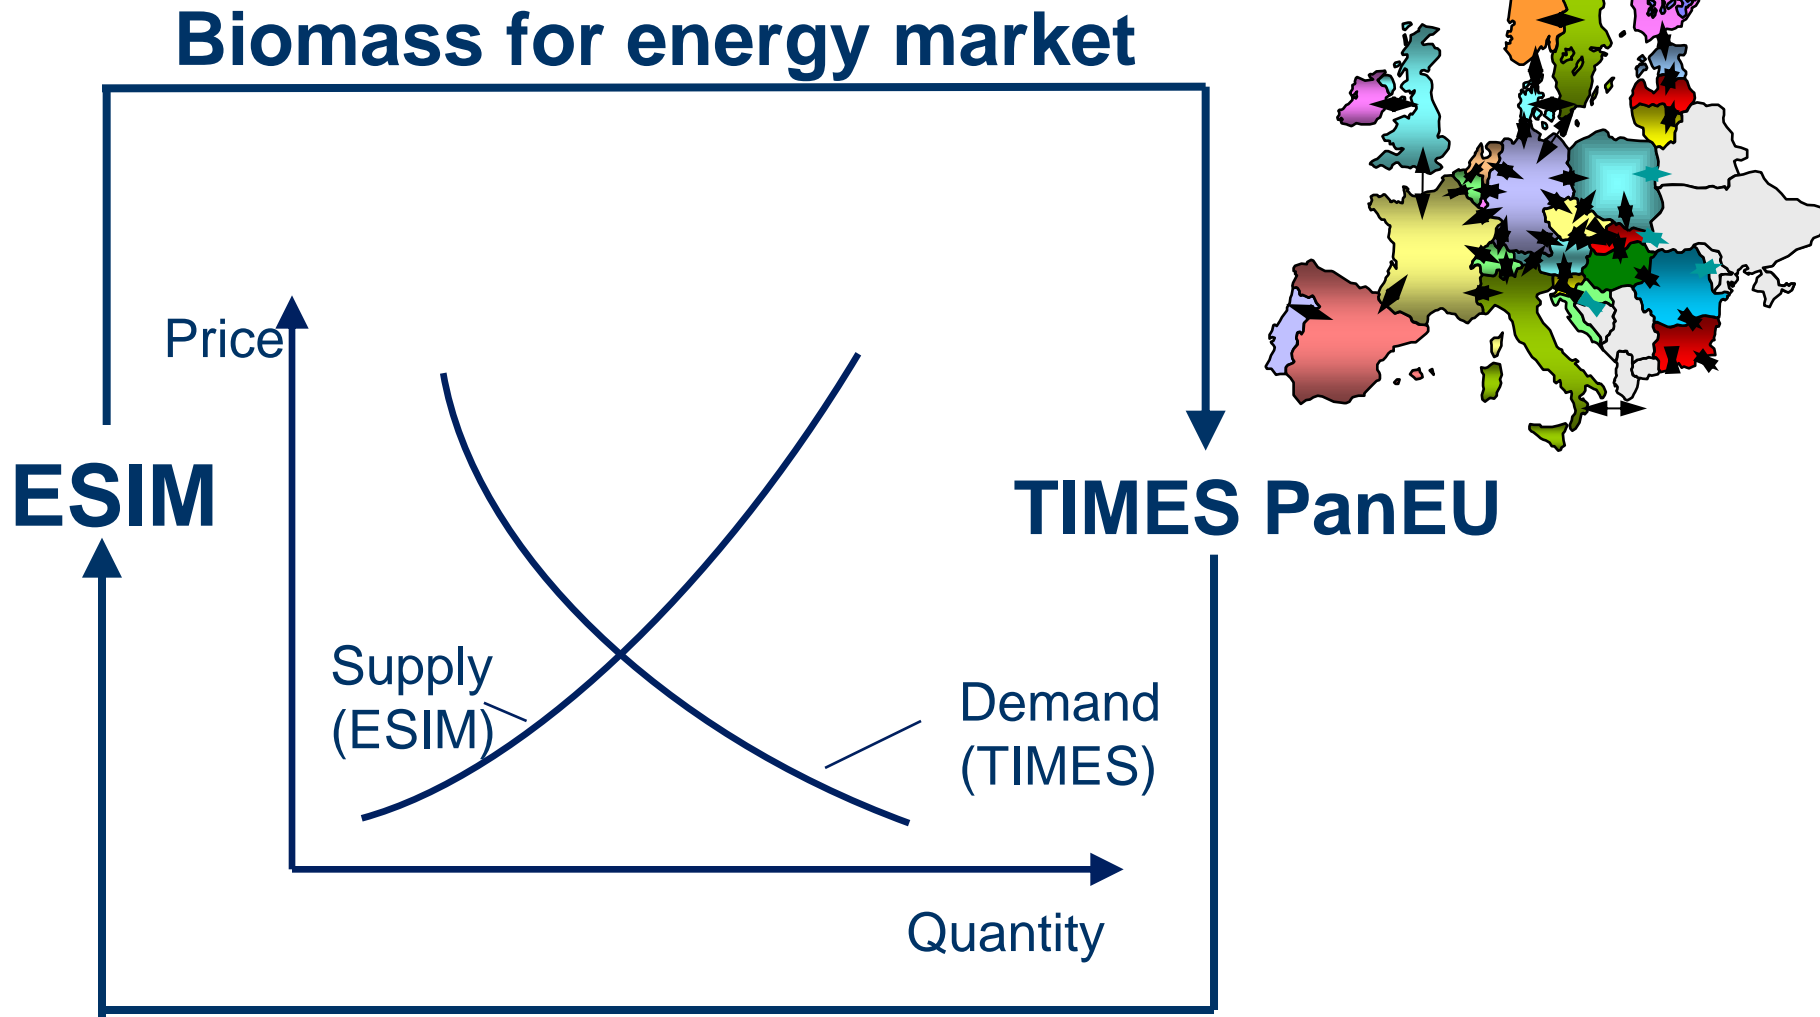 Biomass for energy market
Price
ESIM
TIMES PanEU
Supply
(ESIM)
Demand
(TIMES)
Quantity